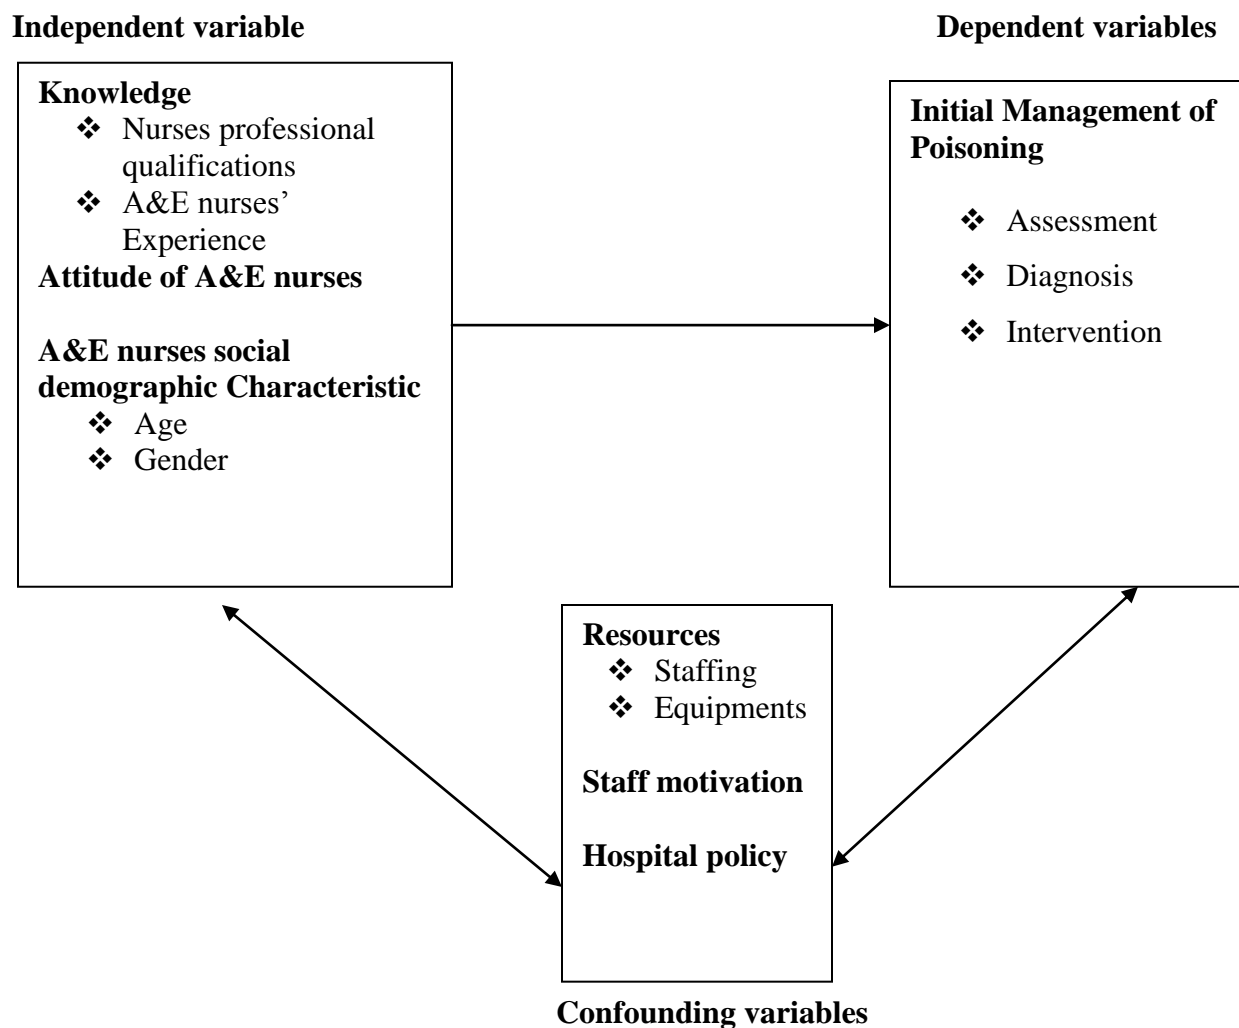 Independent variable
Dependent variables
Knowledge
❖ Nurses professional
qualifications
❖ A&E nurses’
Experience
Attitude of A&E nurses
A&E nurses social
demographic Characteristic
❖ Age
❖ Gender
Initial Management of
Poisoning
❖ Assessment
❖ Diagnosis
❖ Intervention
Resources
❖ Staffing
❖ Equipments
Staff motivation
Hospital policy
Confounding variables